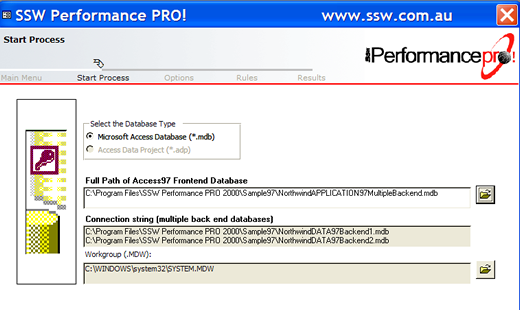 SSW Performance PRO! www.ssw.com.au
Start Process
Performancepro!
Main Menu Start Process Options Rules Results
Select the Database Type
Microsoft Access Database (*.mdb)
Access Data Project (*.adp)
Full Path of Access97 Frontend Database
C:\Program Files\SSW Performance PRO 2000\Sample97\NorthwindAPPLICATION97MultipleBackend.mdb
Connection string (multiple back end databases)
C:\Program Files\SSW Performance PRO 2000\Sample97\NorthwindDATA97Backend1.mdb
C:\Program Files\SSW Performance PRO 2000\Sample97\NorthwindDATA97Backend2.mdb
Workgroup (.MDW):
C:\WINDOWS\system32\SYSTEM.MDW